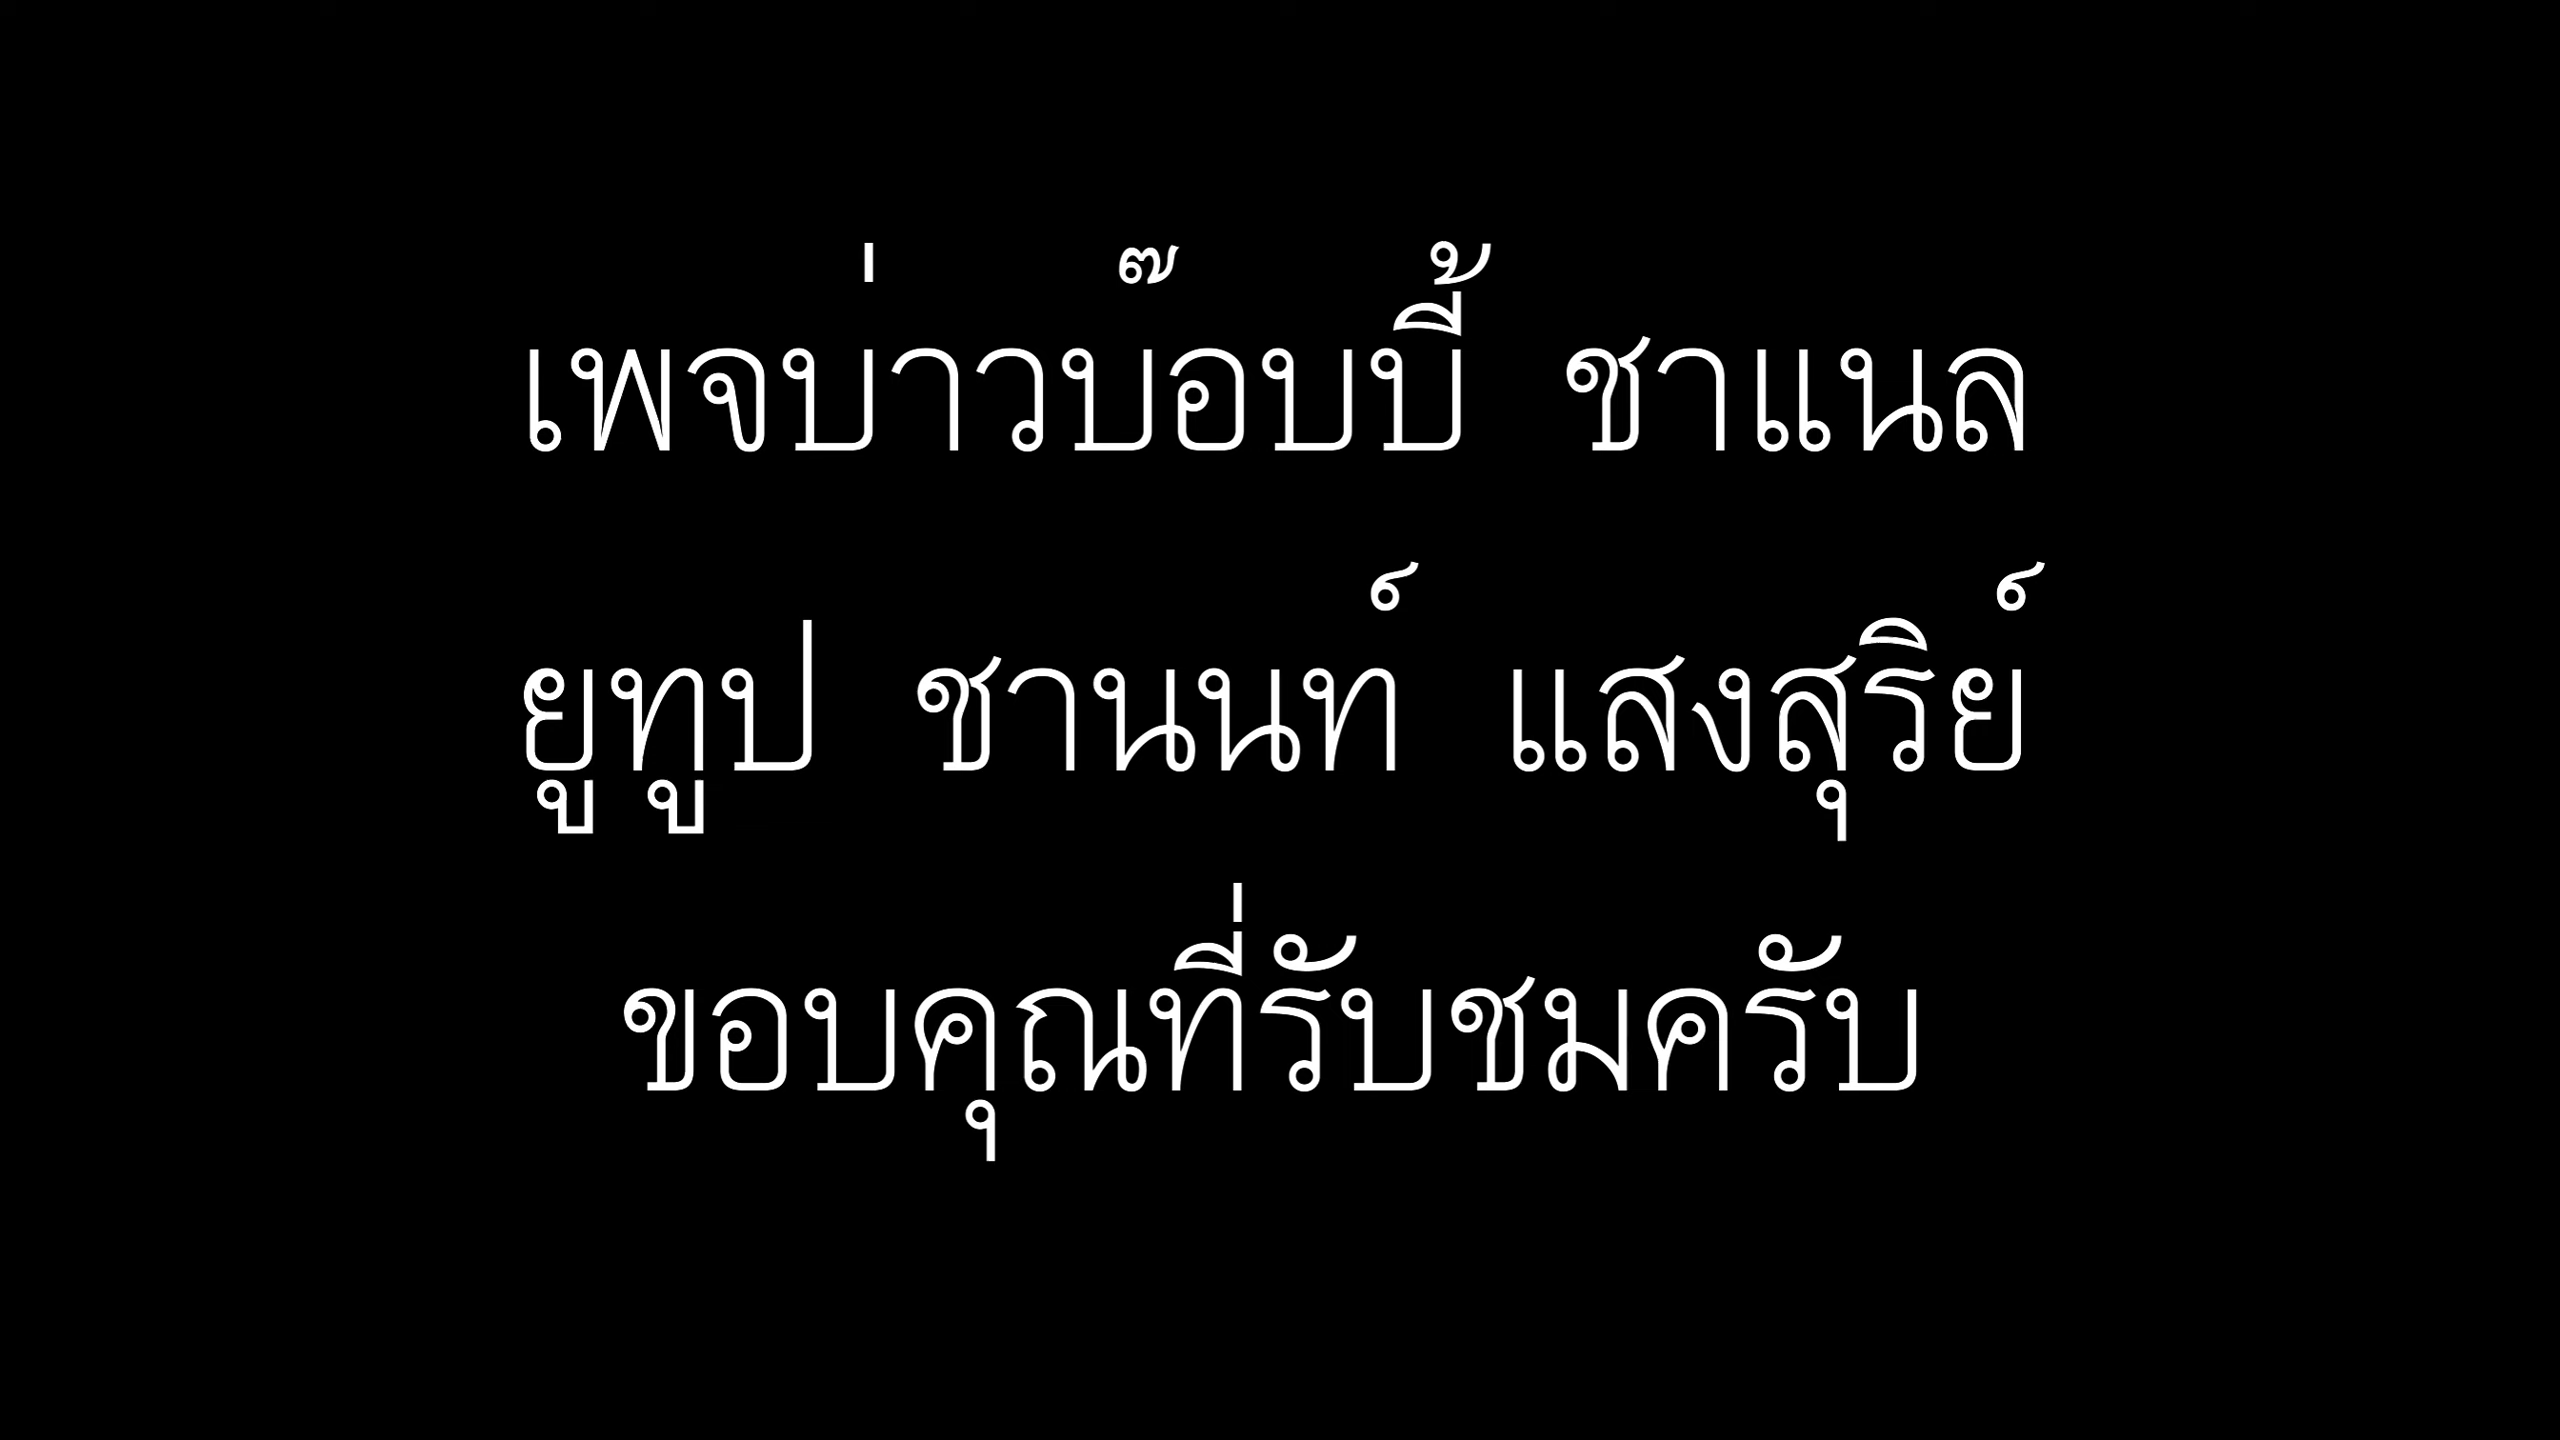 เพจบ่าวบ๊อบบี้ ชาแนล
ยูทูป ชานนท์ แสงสุริย์
ขอบคุณที่รับชมครับ